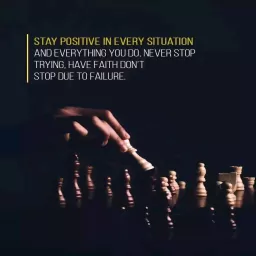 STAY POSITIVE IN EVERY SITUATION
AND EVERYTHING YOU DO, NEVER STOP
TRYING, HAVE FAITH DON'T
STOP DUE TO FAILURE.